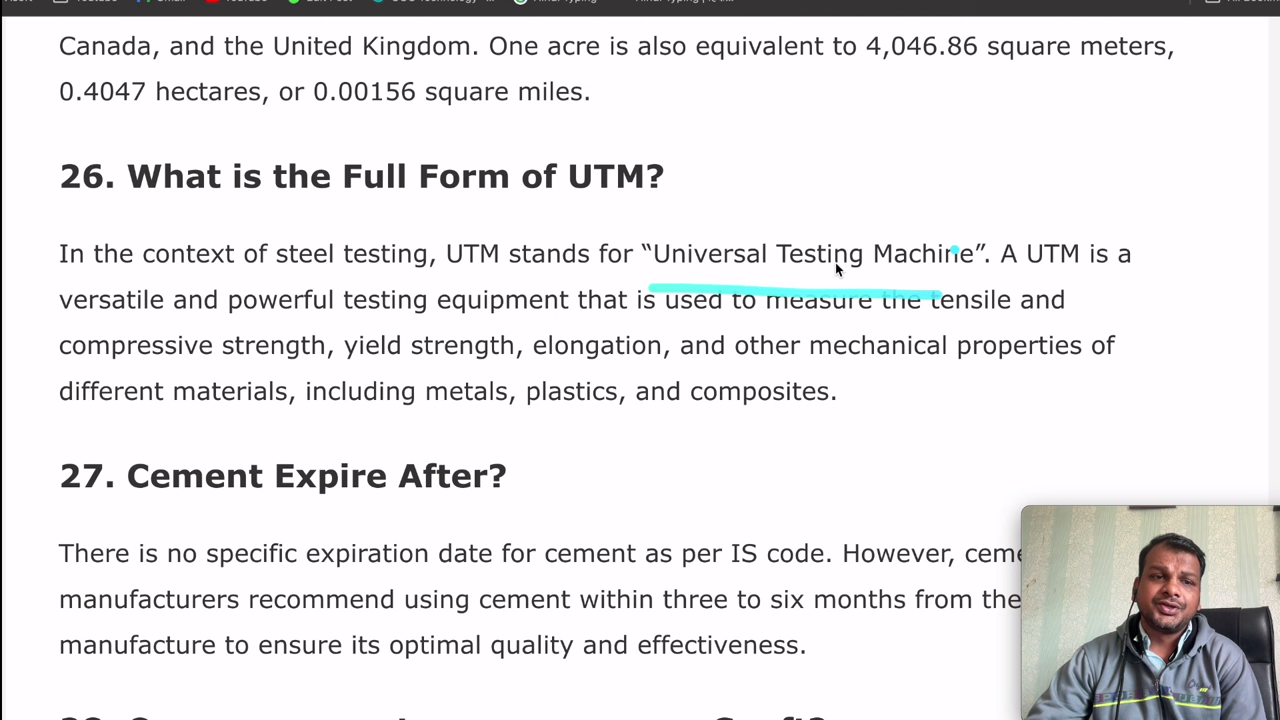 Canada, and the United Kingdom. One acre is also equivalent to 4,046.86 square meters,
0.4047 hectares, or 0.00156 square miles.
26. What is the Full Form of UTM?
In the context of steel testing, UTM stands for “Universal Testing Machine”. A UTM is a
versatile and powerful testing equipment that is used to measure the tensile and
compressive strength, yield strength, elongation, and other mechanical properties of
different materials, including metals, plastics, and composites.
27. Cement Expire After?
There is no specific expiration date for cement as per IS code. However, ceme
manufacturers recommend using cement within three to six months from the
manufacture to ensure its optimal quality and effectiveness.